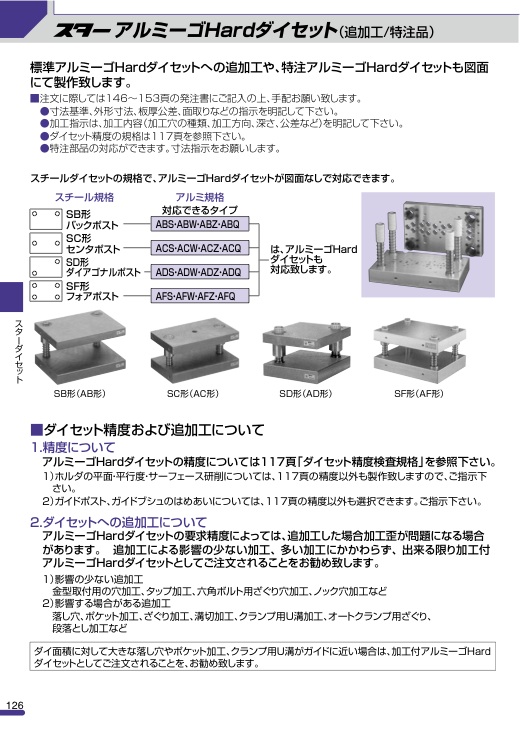 スター アルミーゴHardダイセット(追加工/特注品)
標準アルミーゴHardダイセットへの追加工や、特注アルミーゴHardダイセットも図面
にて製作致します。
■注文に際しては146〜153頁の発注書にご記入の上、手配お願い致します。
●寸法基準、外形寸法、板厚公差、面取りなどの指示を明記して下さい。
●加工指示は、加工内容(加工穴の種類、加工方向、深さ、公差など)を明記して下さい。
●ダイセット精度の規格は117頁を参照下さい。
●特注部品の対応ができます。寸法指示をお願いします。
スチールダイセットの規格で、アルミーゴHardダイセットが図面なしで対応できます。
スチール規格
アルミ規格
対応できるタイプ
SB形
バックポスト
ABS・ABW・ABZ・ABQ
SC形
センタポスト
ACS・ACW・ACZ・ACQ
SD形
ダイアゴナルポスト
ADS・ADW・ADZ・ADQ
SF形
フォアポスト
AFS・AFW・AFZ・AFQ
は、アルミーゴHard
ダイセットも
対応致します。
スターダイセット
SB形(AB形)
SC形(AC形)
SD形(AD形)
SF形(AF形)
■ダイセット精度および追加工について
1.精度について
アルミーゴHardダイセットの精度については117頁「ダイセット精度検査規格」を参照下さい。
1)ホルダの平面・平行度・サーフェース研削については、117頁の精度以外も製作致しますので、ご指示下
さい。
2)ガイドポスト、ガイドブシュのはめあいについては、117頁の精度以外も選択できます。ご指示下さい。
2.ダイセットへの追加工について
アルミーゴHardダイセットの要求精度によっては、追加工した場合加工歪が問題になる場合
があります。 追加工による影響の少ない加工、多い加工にかかわらず、出来る限り加工付
アルミーゴHardダイセットとしてご注文されることをお勧め致します。
1)影響の少ない追加工
金型取付用の穴加工、タップ加工、六角ボルト用ざぐり穴加工、ノック穴加工など
2)影響する場合がある追加工
落し穴、ポケット加工、ざぐり加工、溝切加工、クランプ用U溝加工、オートクランプ用ざぐり、
段落とし加工など
ダイ面積に対して大きな落し穴やポケット加工、クランプ用U溝がガイドに近い場合は、加工付アルミーゴHard
ダイセットとしてご注文されることを、お勧め致します。
126